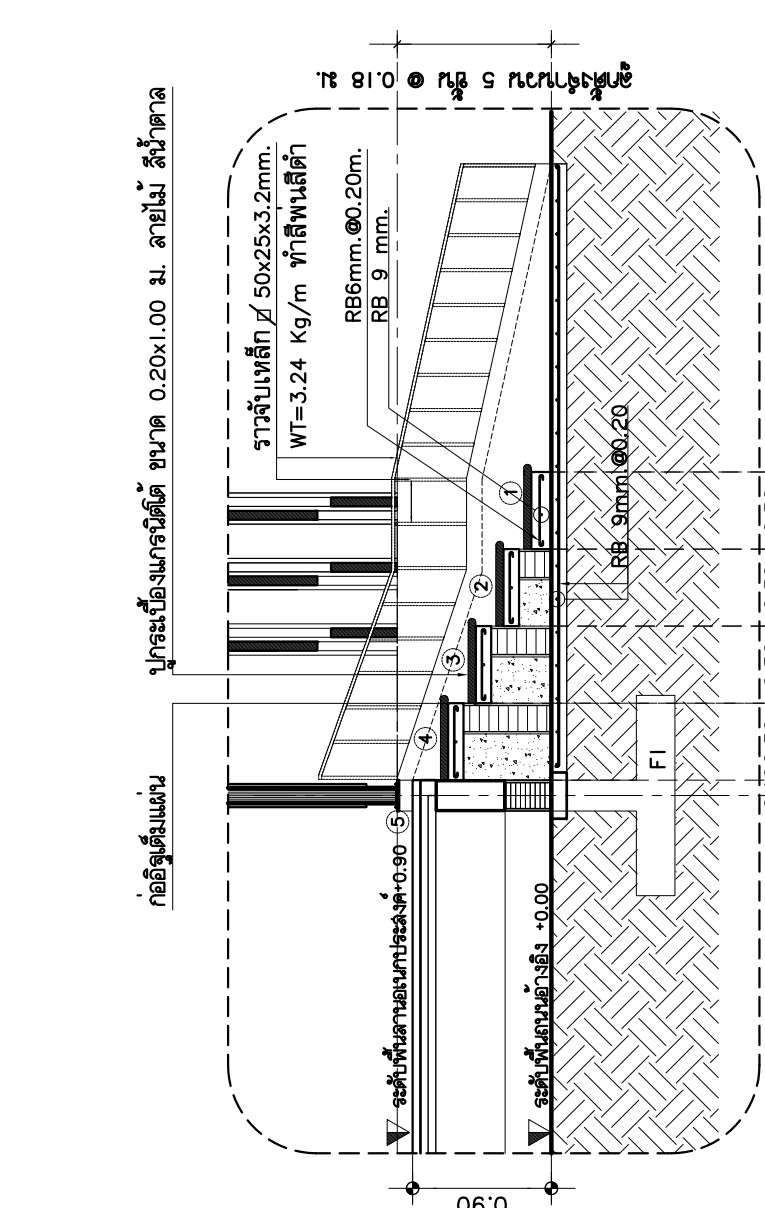 ลูกตั้งจำนวน 5 ขั้น @ 0.18 ม.
ปูกระเบื้องแกรนิตโต้ ขนาด 0.20x1.00 ม. ลายไม้ สีน้ำตาล
ราวจับเหล็ก 50x25x3.2mm.
WT=3.24 Kg/m ทำสีพ่นสีดำ
RB6mm.@0.20m.
RB 9 mm.
RB 9mm.@0.20
ก่ออิฐเต็มแผ่น
1
2
3
4
5
F1
ระดับพื้นลานอเนกประสงค์+0.90
ระดับพื้นถนนอ้างอิง +0.00
0.90